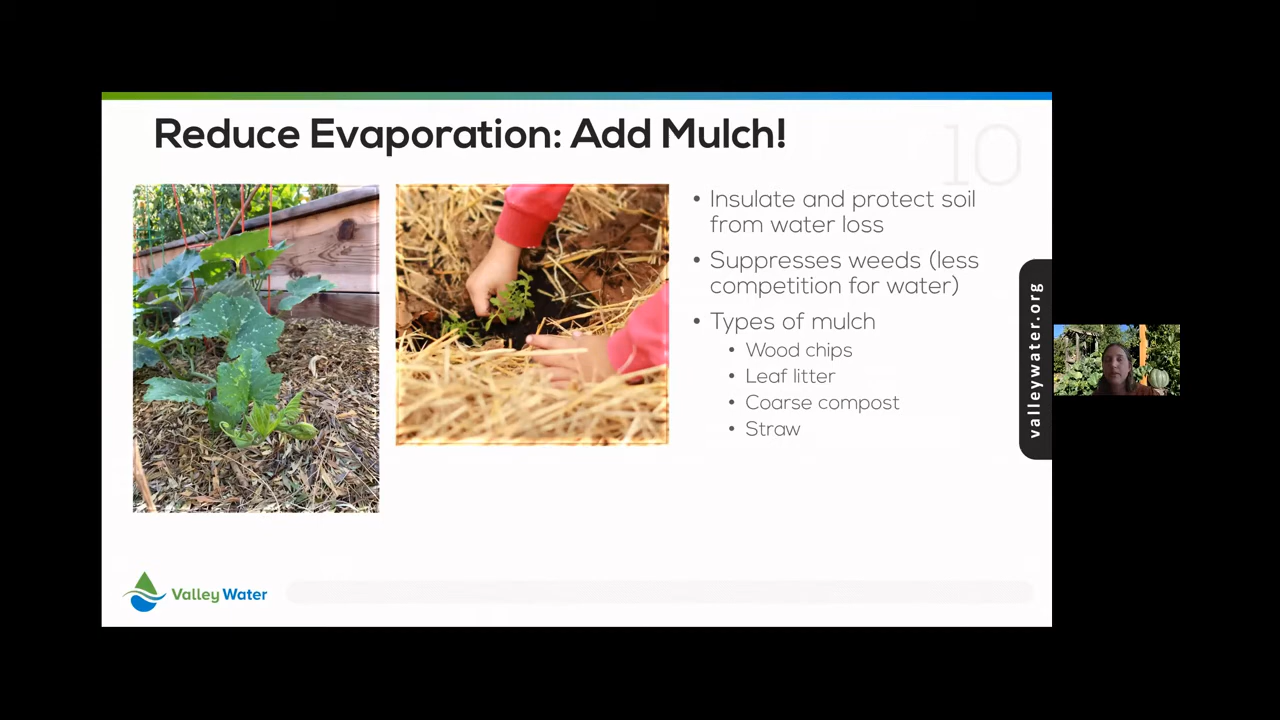 Reduce Evaporation: Add Mulch!
10
• Insulate and protect soil
from water loss
• Suppresses weeds (less
competition for water)
• Types of mulch
• Wood chips
• Leaf litter
• Coarse compost
• Straw
valleywater.org
Valley Water